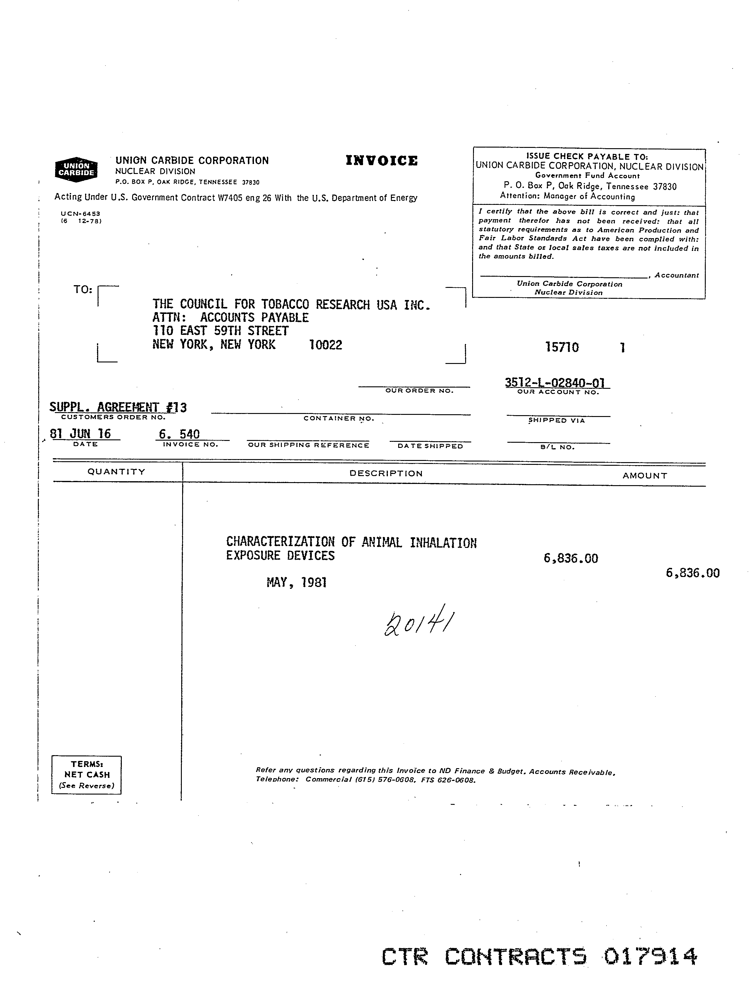 UNION
CARBIDE
UNION CARBIDE CORPORATION
NUCLEAR DIVISION
P.O. BOX P, OAK RIDGE, TENNESSEE 37830
INVOICE
Acting Under U.S. Government Contract W7405 eng 26 With the U.S. Department of Energy
UCN-6453
(6 12-78)
ISSUE CHECK PAYABLE TO:
UNION CARBIDE CORPORATION, NUCLEAR DIVISION
Government Fund Account
P. O. Box P, Oak Ridge, Tennessee 37830
Attention: Manager of Accounting
I certify that the above bill is correct and just: that
payment therefor has not been received: that all
statutory requirements as to American Production and
Fair Labor Standards Act have been complied with:
and that State or local sales taxes are not included in
the amounts billed.
, Accountant
Union Carbide Corporation
Nuclear Division
TO:
THE COUNCIL FOR TOBACCO RESEARCH USA INC.
ATTN: ACCOUNTS PAYABLE
110 EAST 59TH STREET
NEW YORK, NEW YORK 10022
15710 1
OUR ORDER NO.
3512-L-02840-01
OUR ACCOUNT NO.
SUPPL. AGREEMENT #13
CUSTOMERS ORDER NO.
CONTAINER NO.
SHIPPED VIA
81 JUN 16
DATE
6. 540
INVOICE NO.
OUR SHIPPING REFERENCE
DATE SHIPPED
B/L NO.
QUANTITY DESCRIPTION AMOUNT
CHARACTERIZATION OF ANIMAL INHALATION
EXPOSURE DEVICES 6,836.00
6,836.00
MAY, 1981
20141
TERMS:
NET CASH
(See Reverse)
Refer any questions regarding this Invoice to ND Finance & Budget, Accounts Receivable,
Telephone: Commercial (615) 576-0608, FTS 626-0608.
CTR CONTRACTS 017914